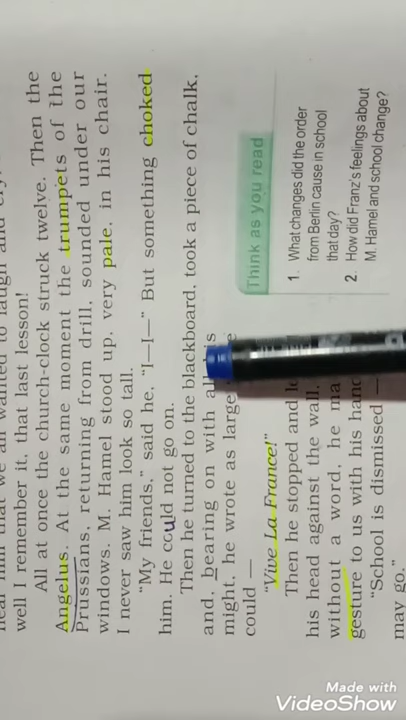 well I remember it, that last lesson!
All at once the church-clock struck twelve. Then the
Angelus. At the same moment the trumpets of the
Prussians, returning from drill, sounded under our
windows. M. Hamel stood up, very pale, in his chair.
I never saw him look so tall.
“My friends,” said he, “I—I—” But something choked
him. He could not go on.
Then he turned to the blackboard, took a piece of chalk,
and, bearing on with all
might, he wrote as large
could —
“Vive La France!”
Then he stopped and
his head against the wall,
without a word, he
gesture to us with his
“School is dismissed —
may go.”
Think as you read
1. What changes did the order
from Berlin cause in school
that day?
2. How did Franz's feelings about
M. Hamel and school change?
Made with
VideoShow